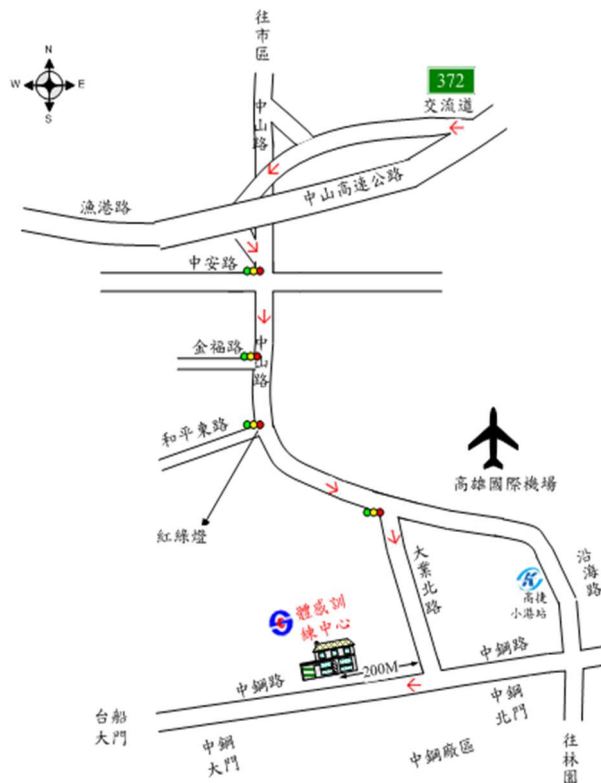 往市區
N
W
E
S
中山路
372
交流道
漁港路
中山高速公路
中安路
金福路
中山路
和平東路
高雄國際機場
紅綠燈
大業北路
沿海路
高捷
小港站
體感訓
練中心
中鋼路
200M
中鋼路
台船
大門
中鋼
大門
中鋼
北門
中鋼廠區
往林園